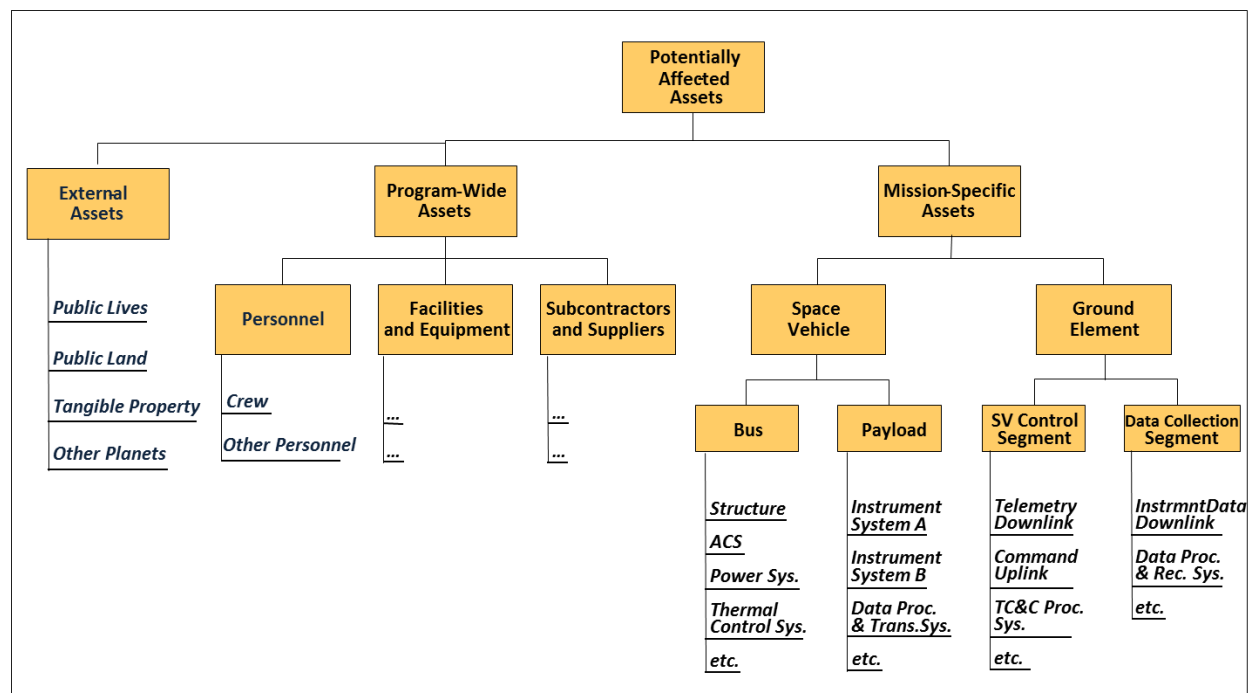 Potentially
Affected
Assets
External
Assets
Program-Wide
Assets
Mission-Specific
Assets
Public Lives
Public Land
Tangible Property
Other Planets
Personnel
Crew
Other Personnel
Facilities
and Equipment
...
...
Subcontractors
and Suppliers
...
...
Space
Vehicle
Ground
Element
Bus
Structure
ACS
Power Sys.
Thermal
Control Sys.
etc.
Payload
Instrument
System A
Instrument
System B
Data Proc.
& Trans.Sys.
etc.
SV Control
Segment
Telemetry
Downlink
Command
Uplink
TC&C Proc.
Sys.
etc.
Data Collection
Segment
InstrmntData
Downlink
Data Proc.
& Rec. Sys.
etc.